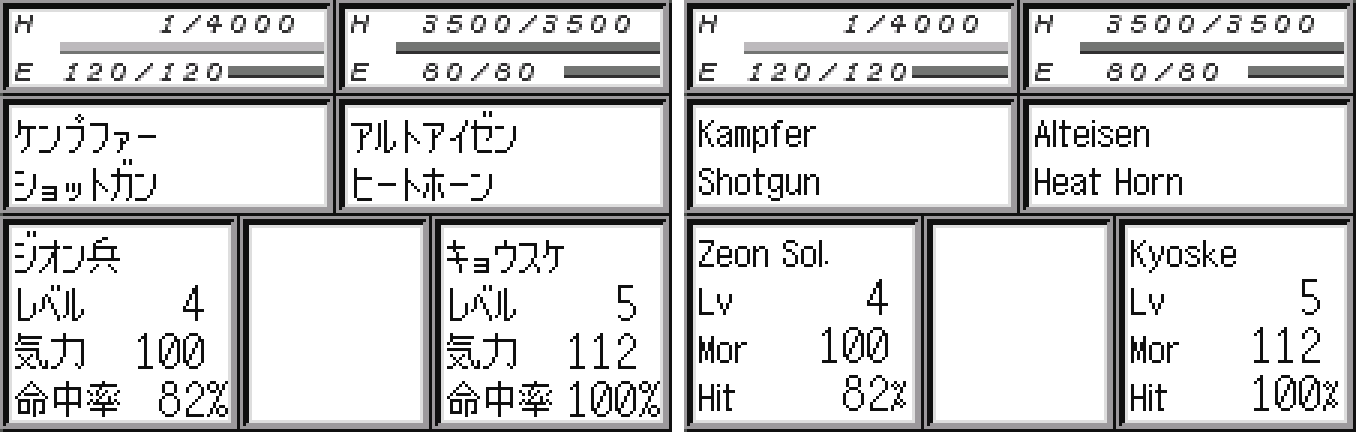 H 1/4000
E 120/120
H 3500/3500
E 80/80
ケンプファー
ショットガン
アルトアイゼン
ヒートホーン
ジオン兵
レベル 4
気力 100
命中率 82%
キョウスケ
レベル 5
気力 112
命中率 100%
H 1/4000
E 120/120
H 3500/3500
E 80/80
Kampfer
Shotgun
Alteisen
Heat Horn
Zeon Sol.
Lv 4
Mor 100
Hit 82%
Kyoske
Lv 5
Mor 112
Hit 100%